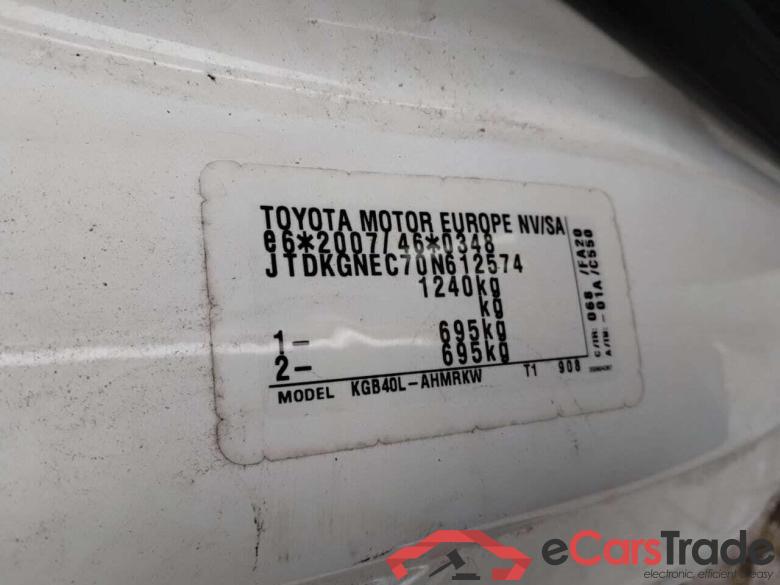 TOYOTA MOTOR EUROPE NV/SA
e6*2007/46*0348
JTDKGNEC70N612574
1240kg
kg
1- 695kg
2- 695kg
MODEL KGB40L-AHMRKW T1 908
C/TR: 068 /FA20
A/TM: -01A /C550
eCarsTrade
electronic, efficient & easy